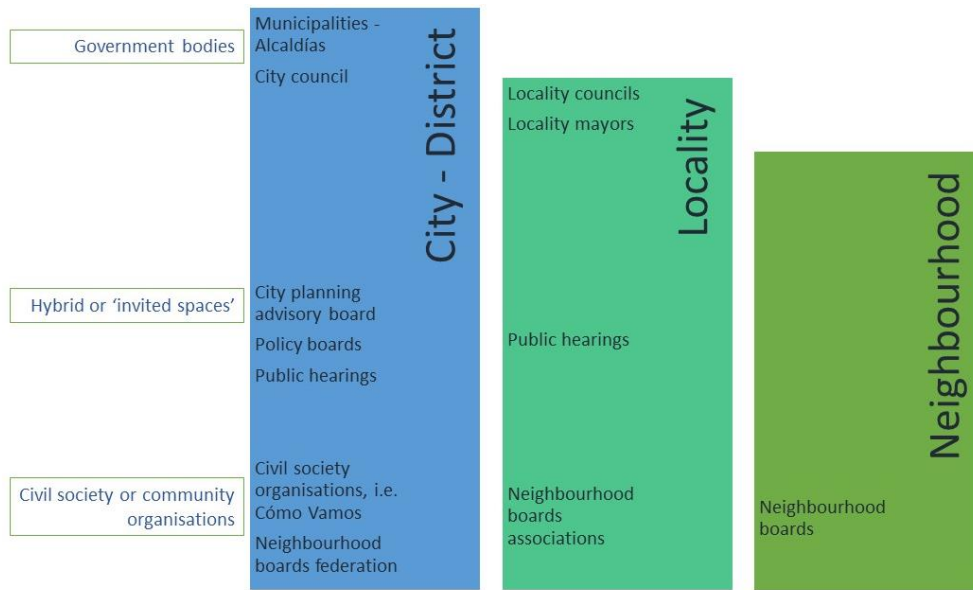 Government bodies
Municipalities -
Alcaldías
City council
City - District
Locality councils
Locality mayors
Locality
Neighbourhood
Hybrid or ‘invited spaces’
City planning
advisory board
Policy boards
Public hearings
Public hearings
Civil society or community
organisations
Civil society
organisations, i.e.
Cómo Vamos
Neighbourhood
boards federation
Neighbourhood
boards
associations
Neighbourhood
boards